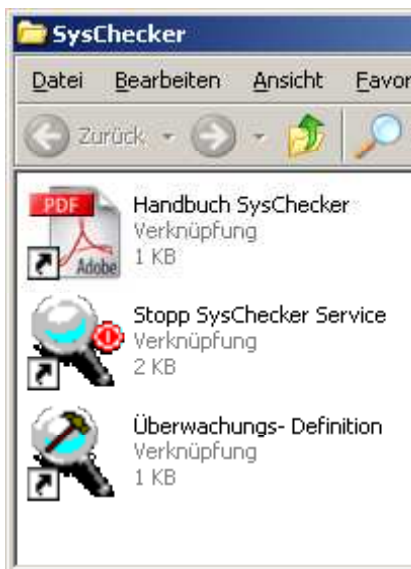 SysChecker
Datei Bearbeiten Ansicht Favor
Zurück
PDF
Adobe
Handbuch SysChecker
Verknüpfung
1 KB
Stopp SysChecker Service
Verknüpfung
2 KB
Überwachungs- Definition
Verknüpfung
1 KB